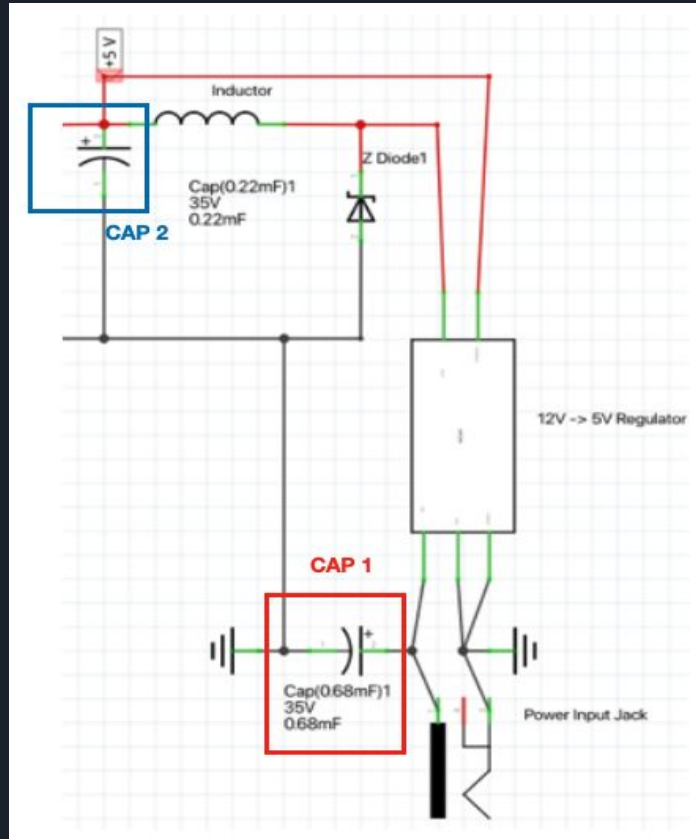 +5 V
Inductor
Z Diode1
Cap(0.22mF)1
35V
0.22mF
+
CAP 2
12V -> 5V Regulator
CAP 1
+
Cap(0.68mF)1
35V
0.68mF
Power Input Jack